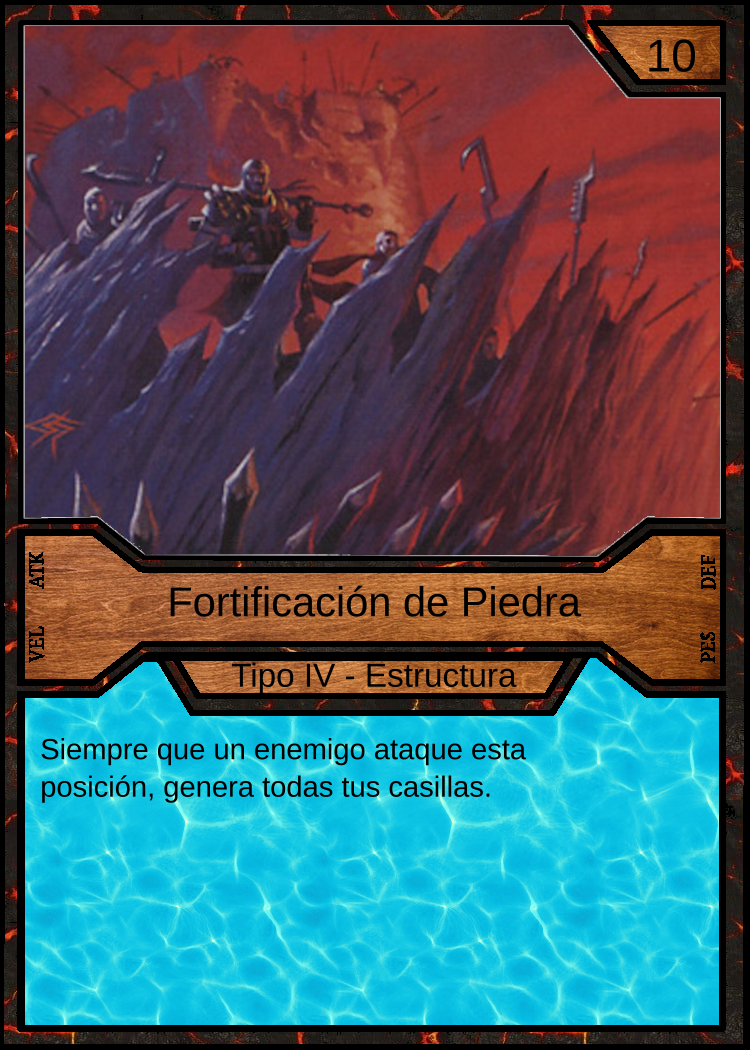 10
ATK
DEF
Fortificación de Piedra
VEL
PES
Tipo IV - Estructura
Siempre que un enemigo ataque esta
posición, genera todas tus casillas.